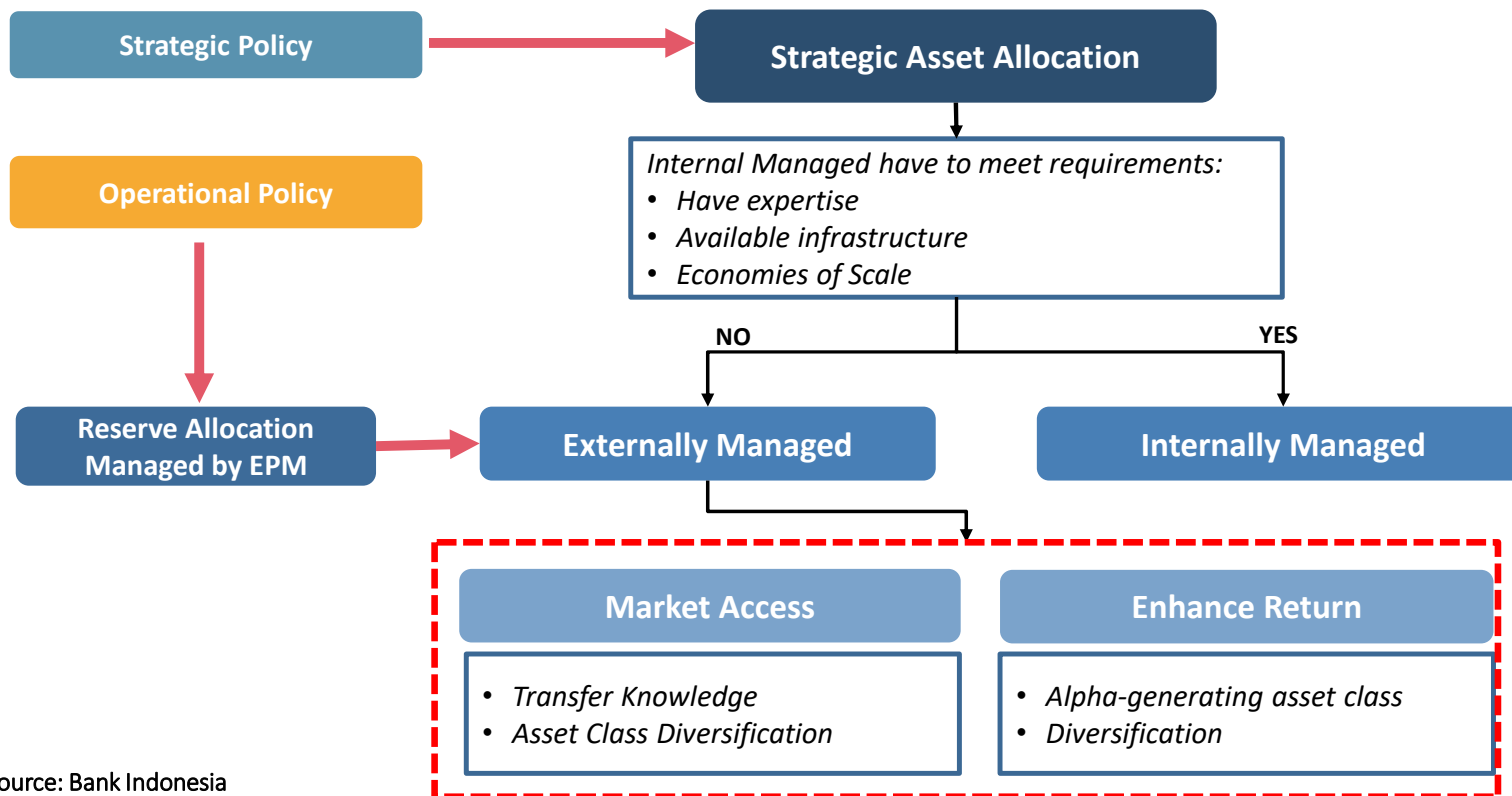 Strategic Policy
Strategic Asset Allocation
Internal Managed have to meet requirements:
• Have expertise
• Available infrastructure
• Economies of Scale
Operational Policy
NO
YES
Reserve Allocation
Managed by EPM
Externally Managed
Internally Managed
Market Access
• Transfer Knowledge
• Asset Class Diversification
Enhance Return
• Alpha-generating asset class
• Diversification
ource: Bank Indonesia